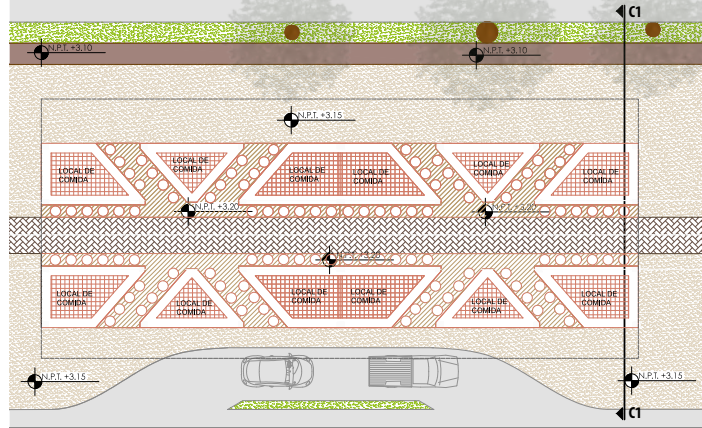 C1
N.P.T. +3.10
N.P.T. +3.10
N.P.T. +3.15
LOCAL DE
COMIDA
LOCAL DE
COMIDA
LOCAL DE
COMIDA
LOCAL DE
COMIDA
LOCAL DE
COMIDA
LOCAL DE
COMIDA
N.P.T. +3.20
N.P.T. +3.20
N.P.T. +3.20
LOCAL DE
COMIDA
LOCAL DE
COMIDA
LOCAL DE
COMIDA
LOCAL DE
COMIDA
LOCAL DE
COMIDA
LOCAL DE
COMIDA
N.P.T. +3.15
N.P.T. +3.15
C1